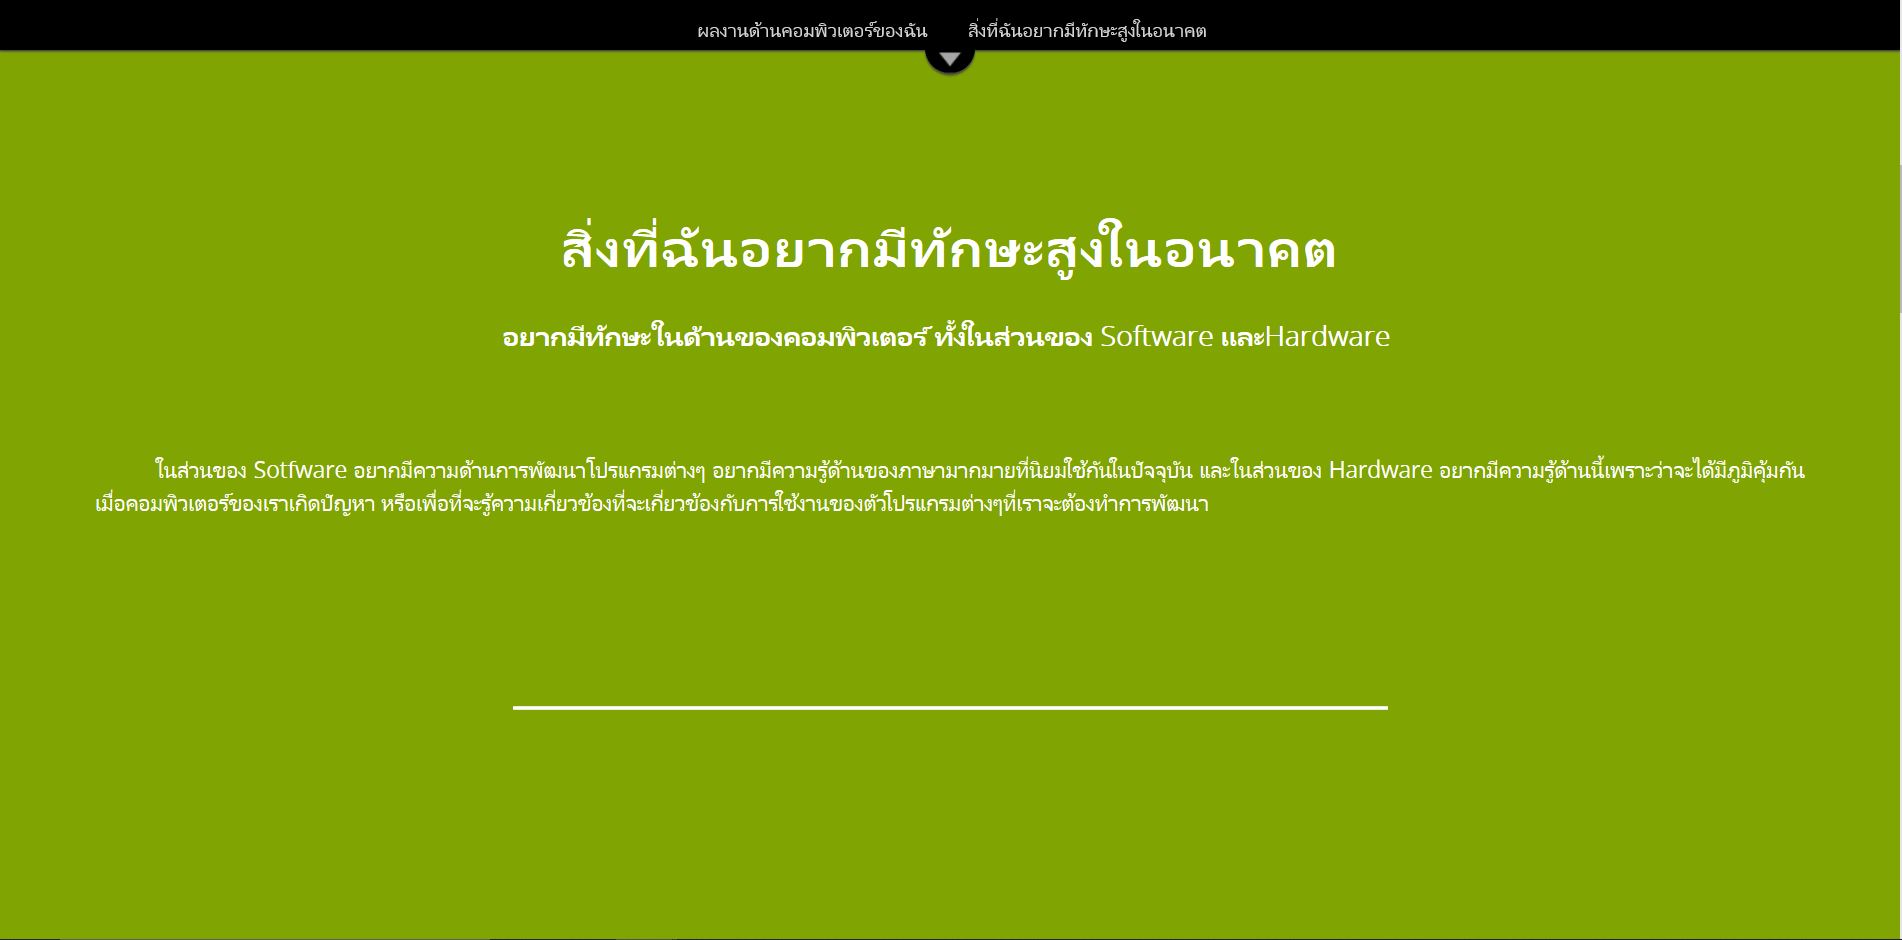 ผลงานด้านคอมพิวเตอร์ของฉัน สิ่งที่ฉันอยากมีทักษะสูงในอนาคต
สิ่งที่ฉันอยากมีทักษะสูงในอนาคต
อยากมีทักษะในด้านของคอมพิวเตอร์ ทั้งในส่วนของ Software และHardware
ในส่วนของ Sotfware อยากมีความด้านการพัฒนาโปรแกรมต่างๆ อยากมีความรู้ด้านของภาษามากมายที่นิยมใช้กันในปัจจุบัน และในส่วนของ Hardware อยากมีความรู้ด้านนี้เพราะว่าจะได้มีภูมิคุ้มกัน
เมื่อคอมพิวเตอร์ของเราเกิดปัญหา หรือเพื่อที่จะรู้ความเกี่ยวข้องที่จะเกี่ยวข้องกับการใช้งานของตัวโปรแกรมต่างๆที่เราจะต้องทำการพัฒนา